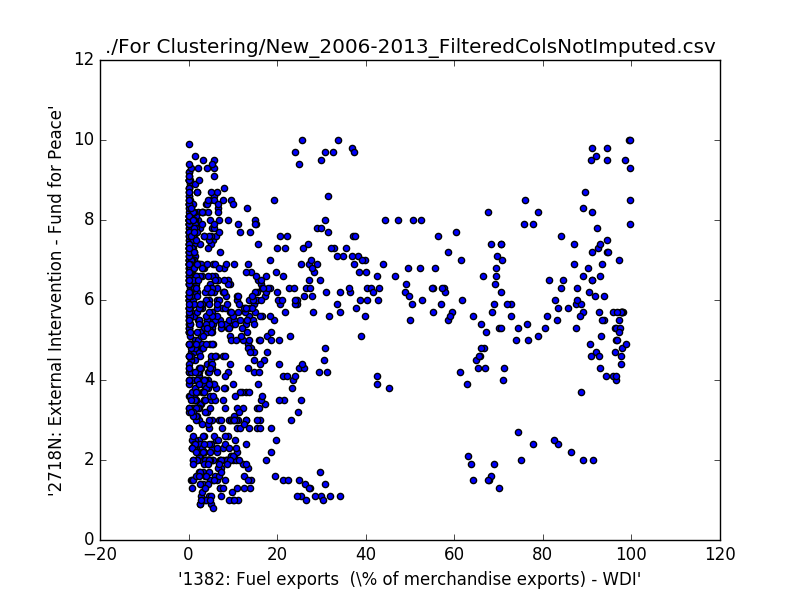 ./For Clustering/New_2006-2013_FilteredColsNotImputed.csv
'2718N: External Intervention - Fund for Peace'
12
10
8
6
4
2
0
−20 0 20 40 60 80 100 120
'1382: Fuel exports  (\% of merchandise exports) - WDI'